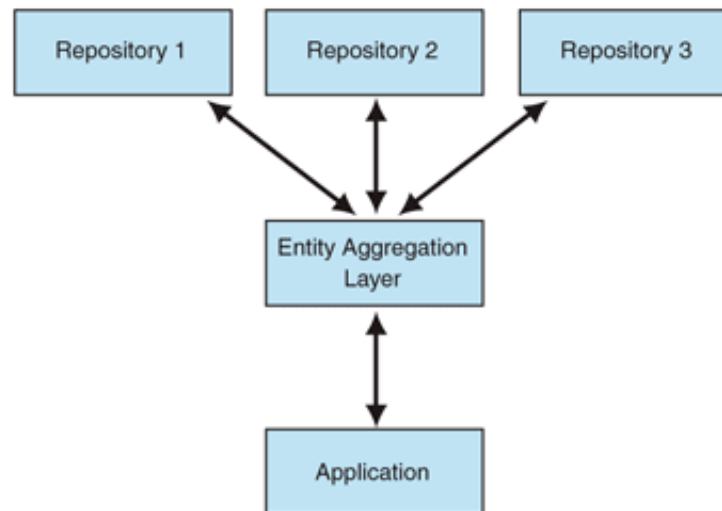 Repository 1
Repository 2
Repository 3
Entity Aggregation
Layer
Application